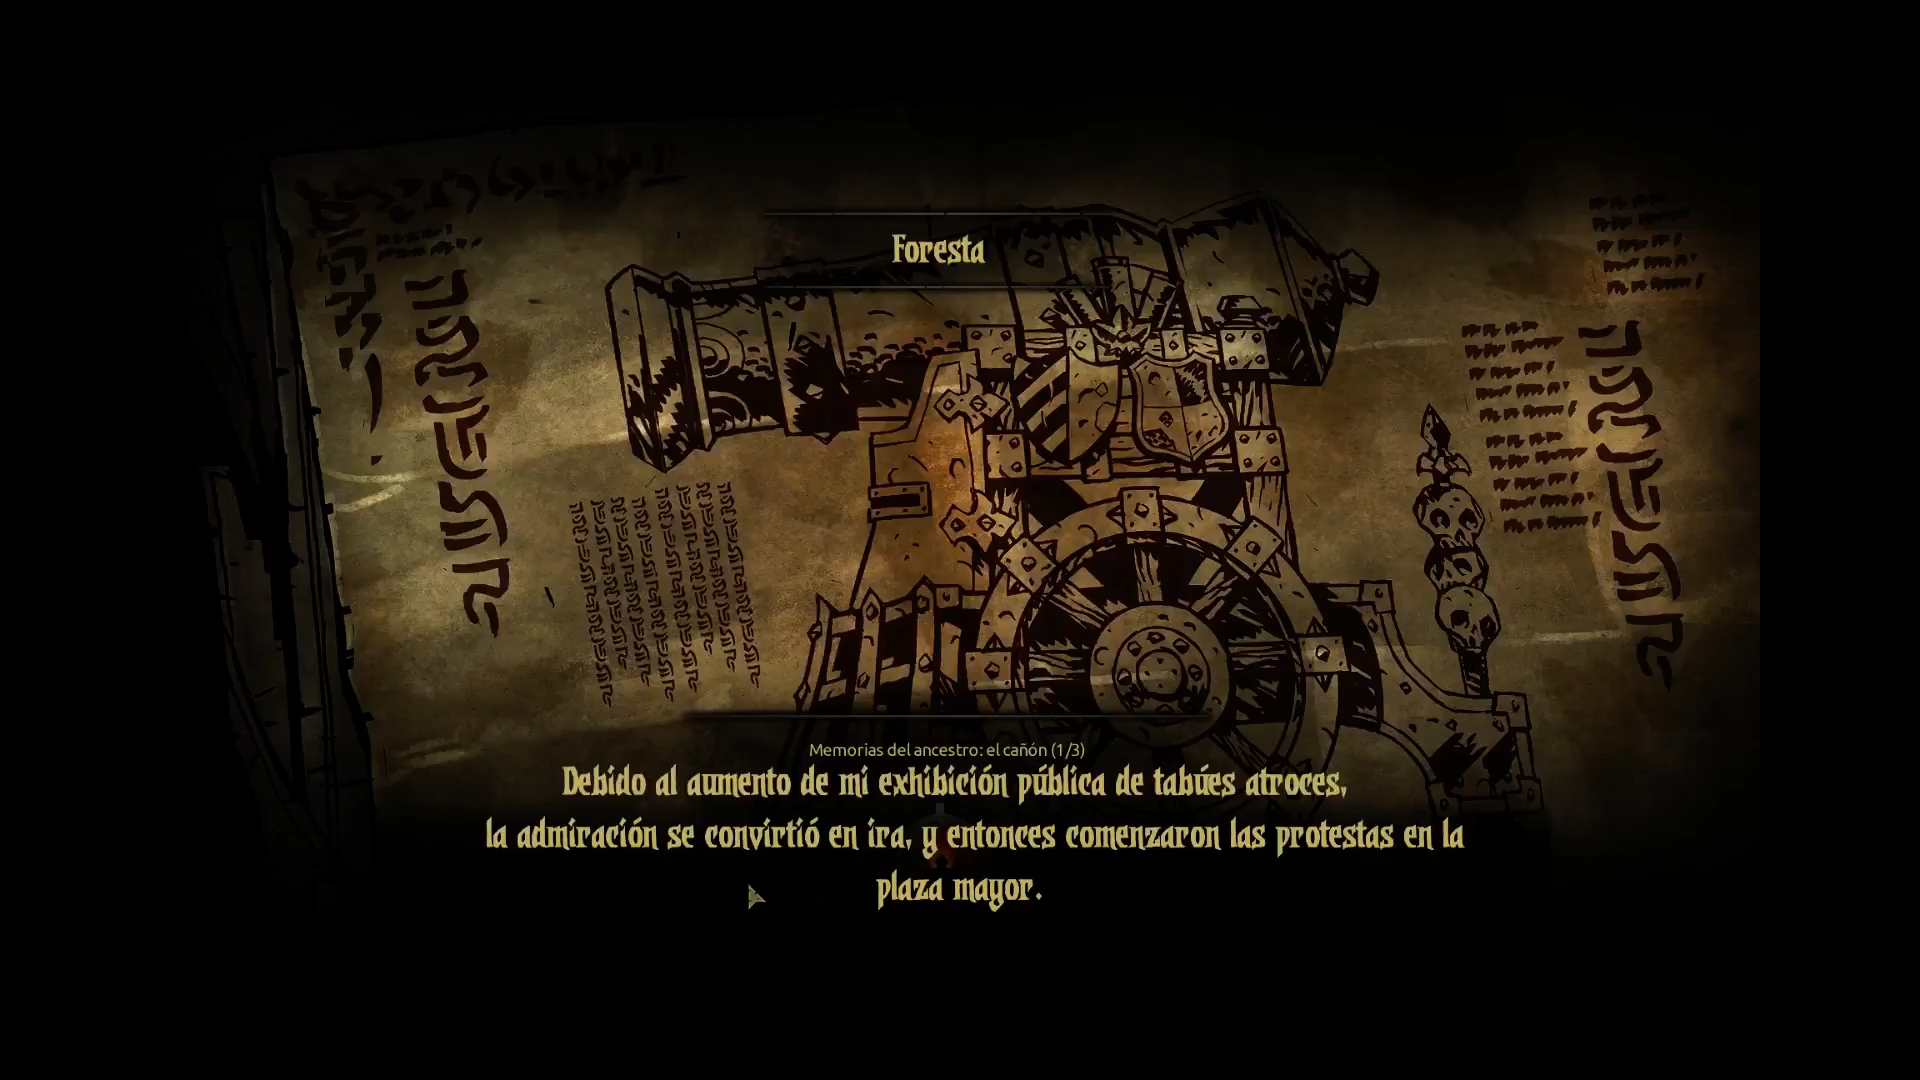 Foresta
Memorias del ancestro: el cañón (1/3)
Debido al aumento de mi exhibición pública de tabúes atroces,
la admiración se convirtió en ira, y entonces comenzaron las protestas en la
plaza mayor.